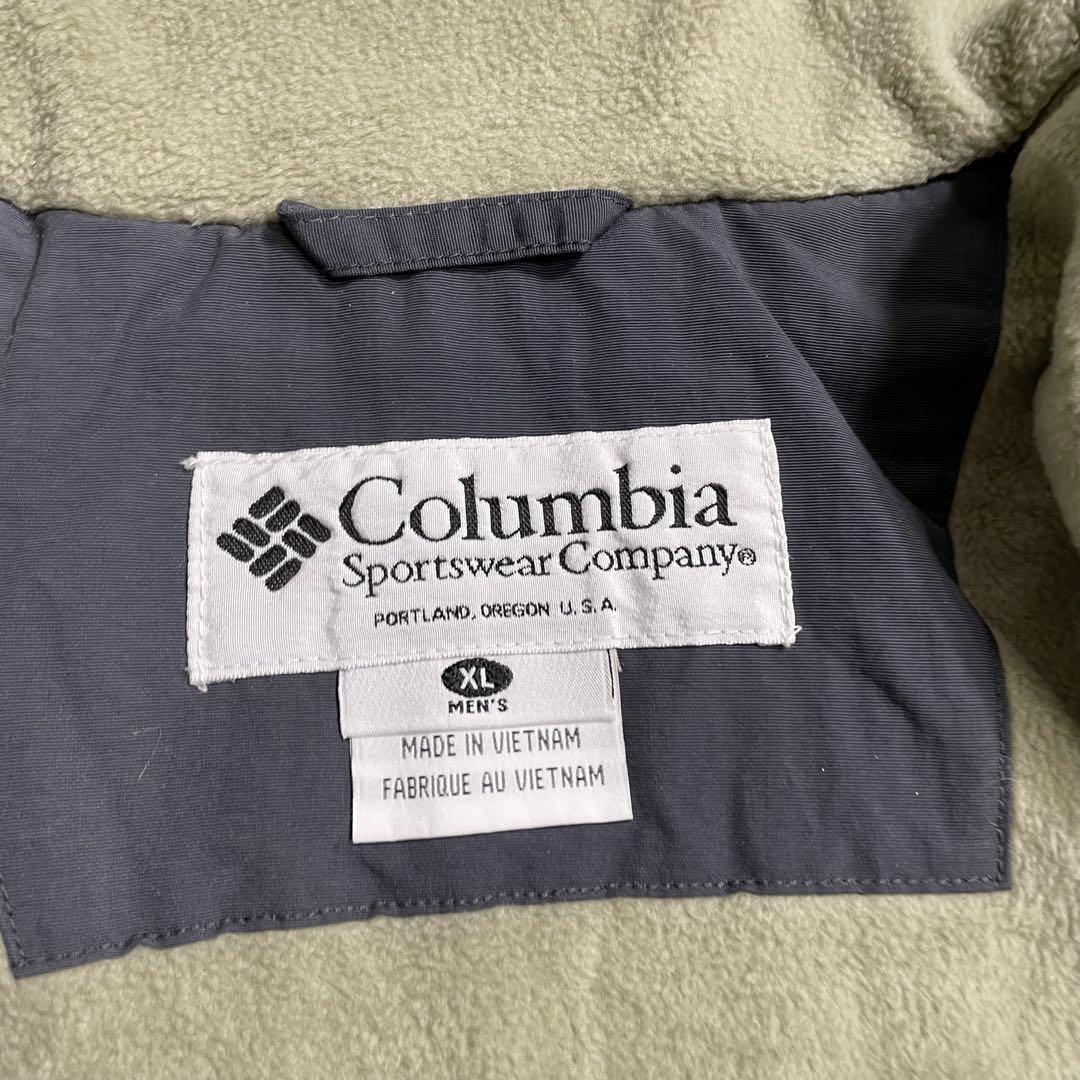 Columbia
Sportswear Company®
PORTLAND, OREGON U.S.A.
XL
MEN'S
MADE IN VIETNAM
FABRIQUE AU VIETNAM